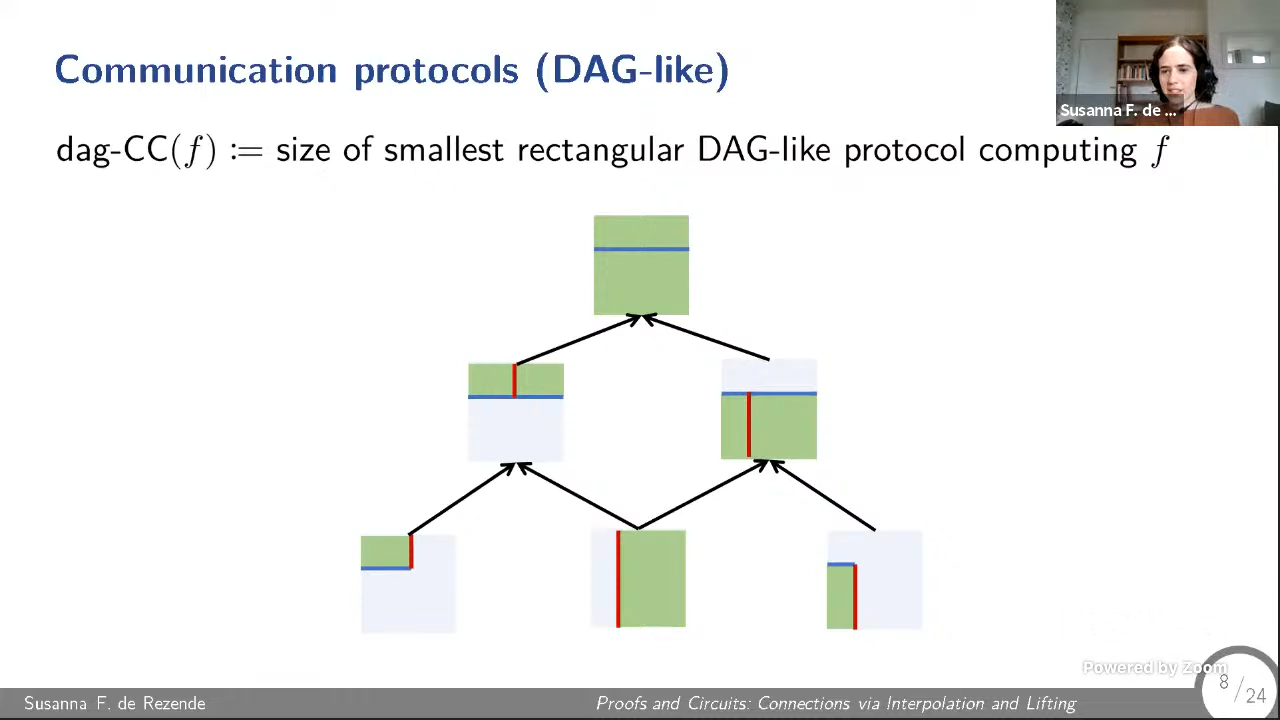 Communication protocols (DAG-like)
Susanna F. de ...
dag-CC(f) := size of smallest rectangular DAG-like protocol computing f
Powered by Zoom
Susanna F. de Rezende
Proofs and Circuits: Connections via Interpolation and Lifting
8/24